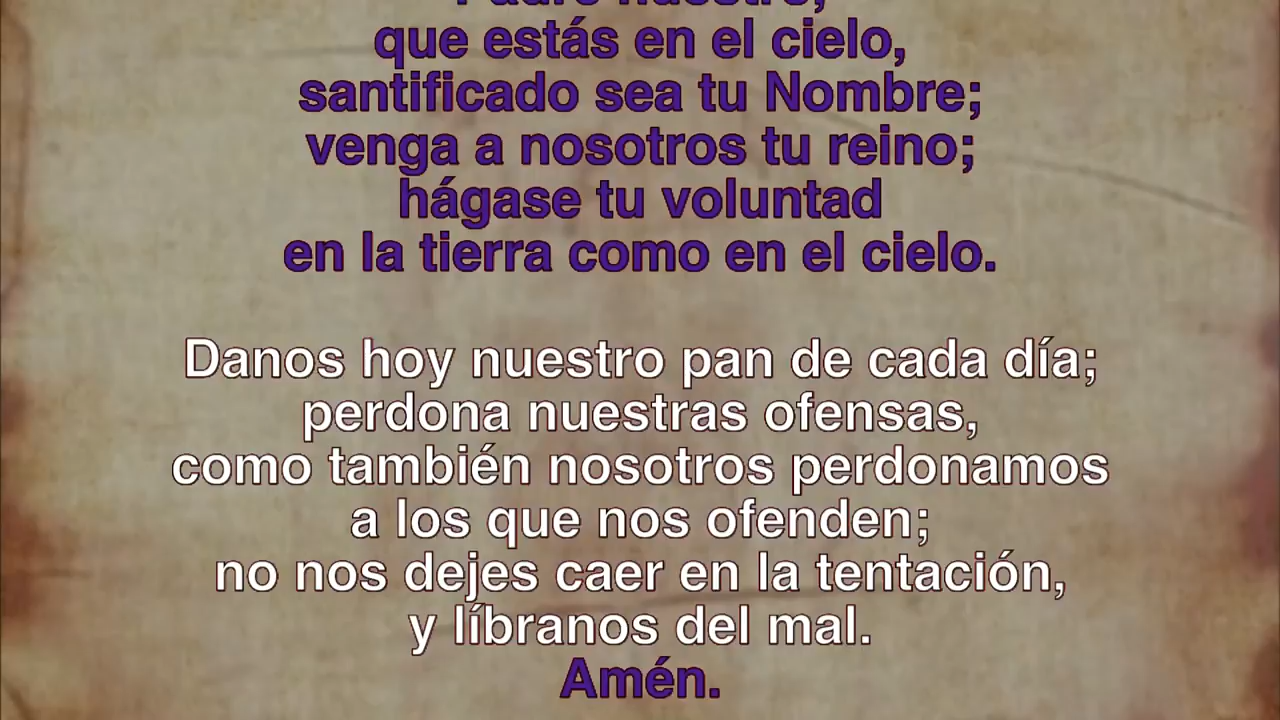 Padre nuestro,
que estás en el cielo,
santificado sea tu Nombre;
venga a nosotros tu reino;
hágase tu voluntad
en la tierra como en el cielo.
Danos hoy nuestro pan de cada día;
perdona nuestras ofensas,
como también nosotros perdonamos
a los que nos ofenden;
no nos dejes caer en la tentación,
y líbranos del mal.
Amén.